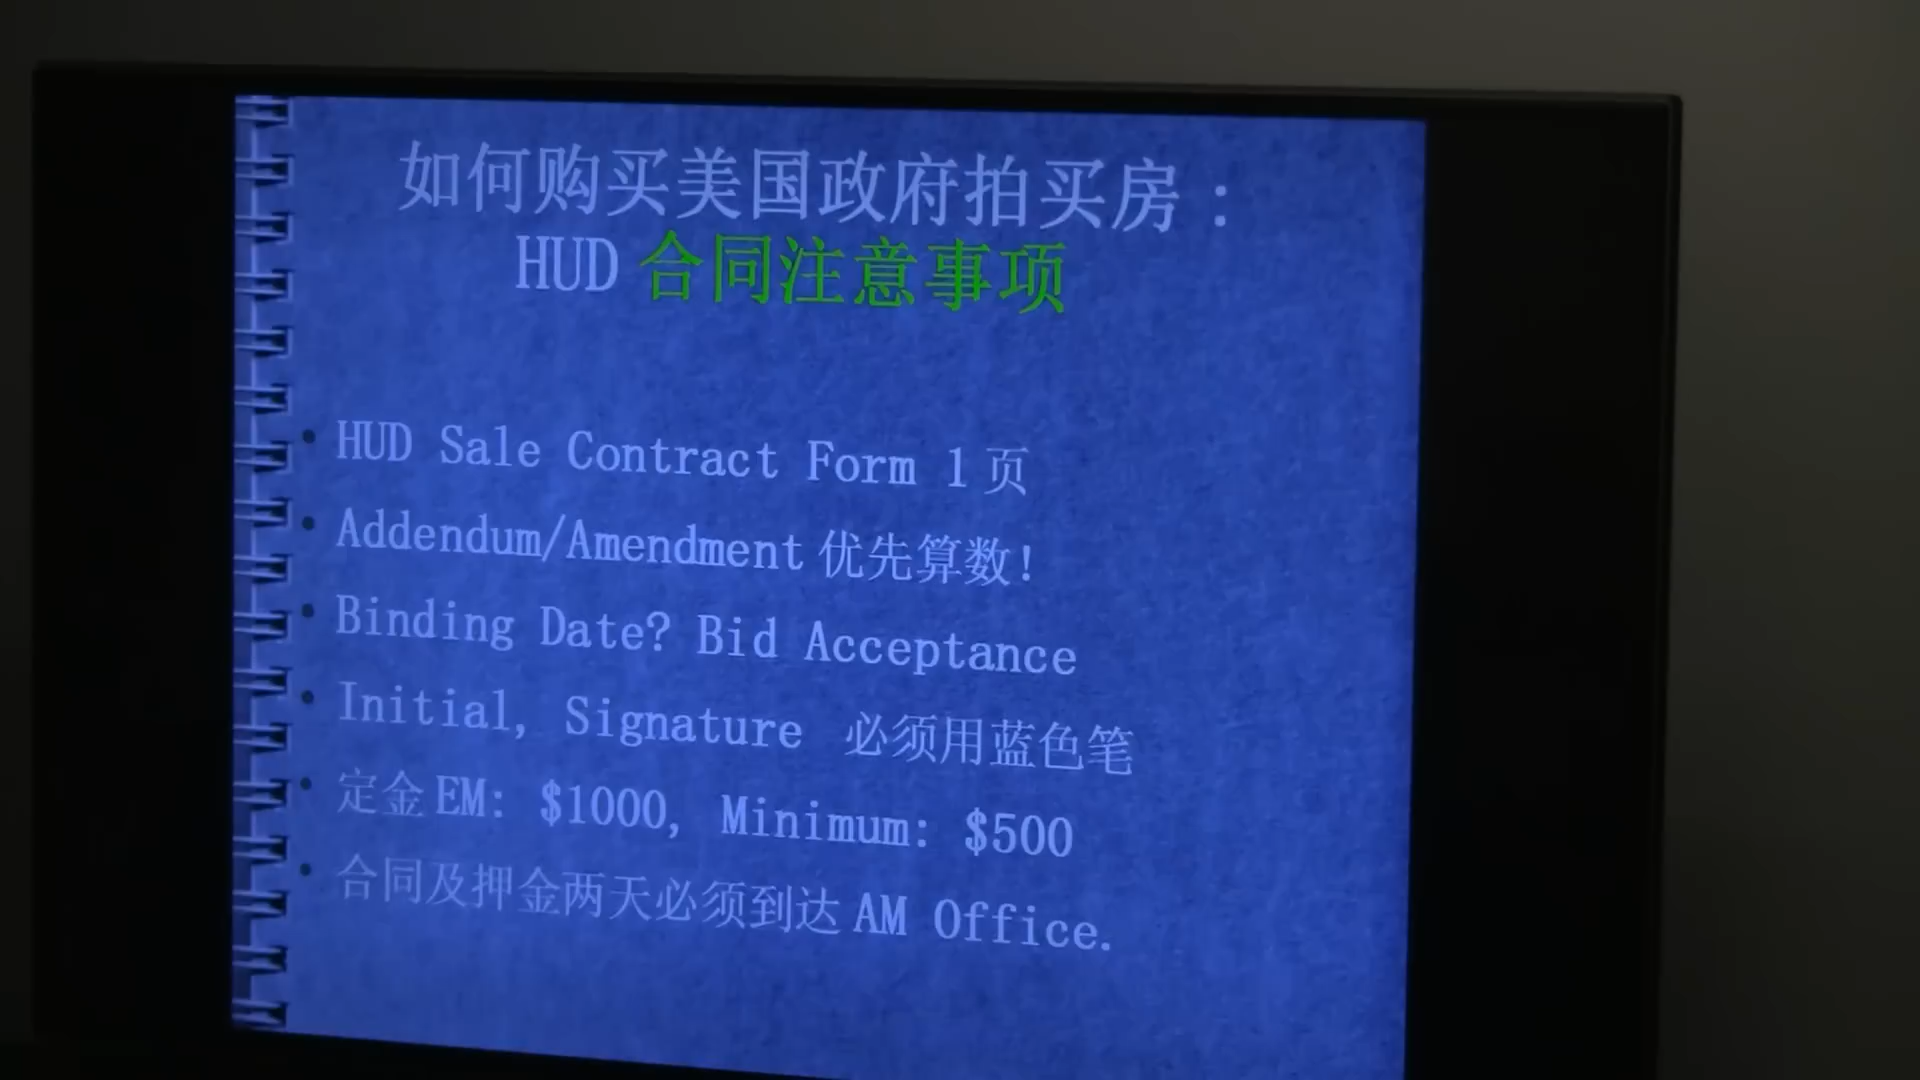 如何购买美国政府拍买房：
HUD 合同注意事项
• HUD Sale Contract Form 1页
• Addendum/Amendment 优先算数!
• Binding Date? Bid Acceptance
• Initial, Signature 必须用蓝色笔
• 定金EM: $1000, Minimum: $500
• 合同及押金两天必须到达 AM Office.